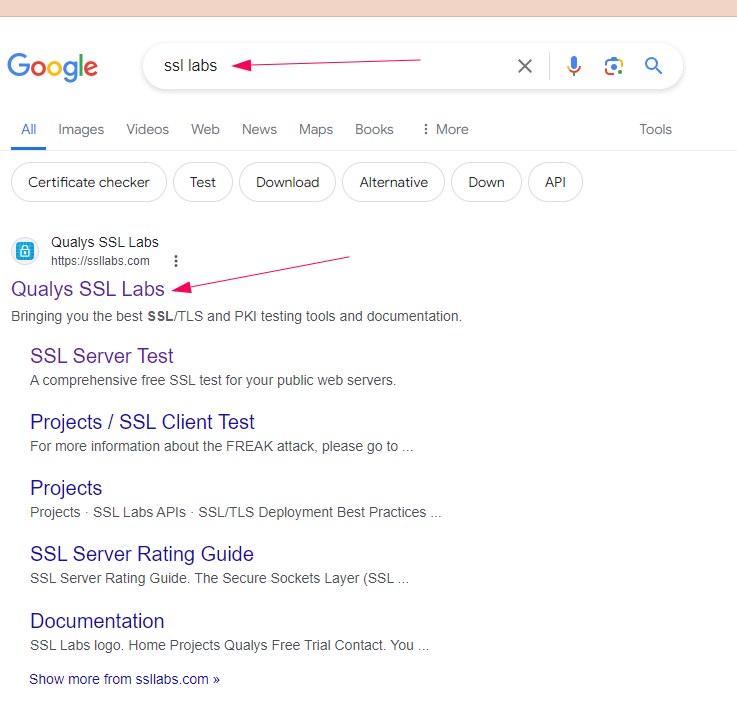 Google
ssl labs
All Images Videos Web News Maps Books More Tools
Certificate checker Test Download Alternative Down API
Qualys SSL Labs
https://ssllabs.com
Qualys SSL Labs
Bringing you the best SSL/TLS and PKI testing tools and documentation.
SSL Server Test
A comprehensive free SSL test for your public web servers.
Projects / SSL Client Test
For more information about the FREAK attack, please go to ...
Projects
Projects · SSL Labs APIs · SSL/TLS Deployment Best Practices ...
SSL Server Rating Guide
SSL Server Rating Guide. The Secure Sockets Layer (SSL ...
Documentation
SSL Labs logo. Home Projects Qualys Free Trial Contact. You ...
Show more from ssllabs.com »